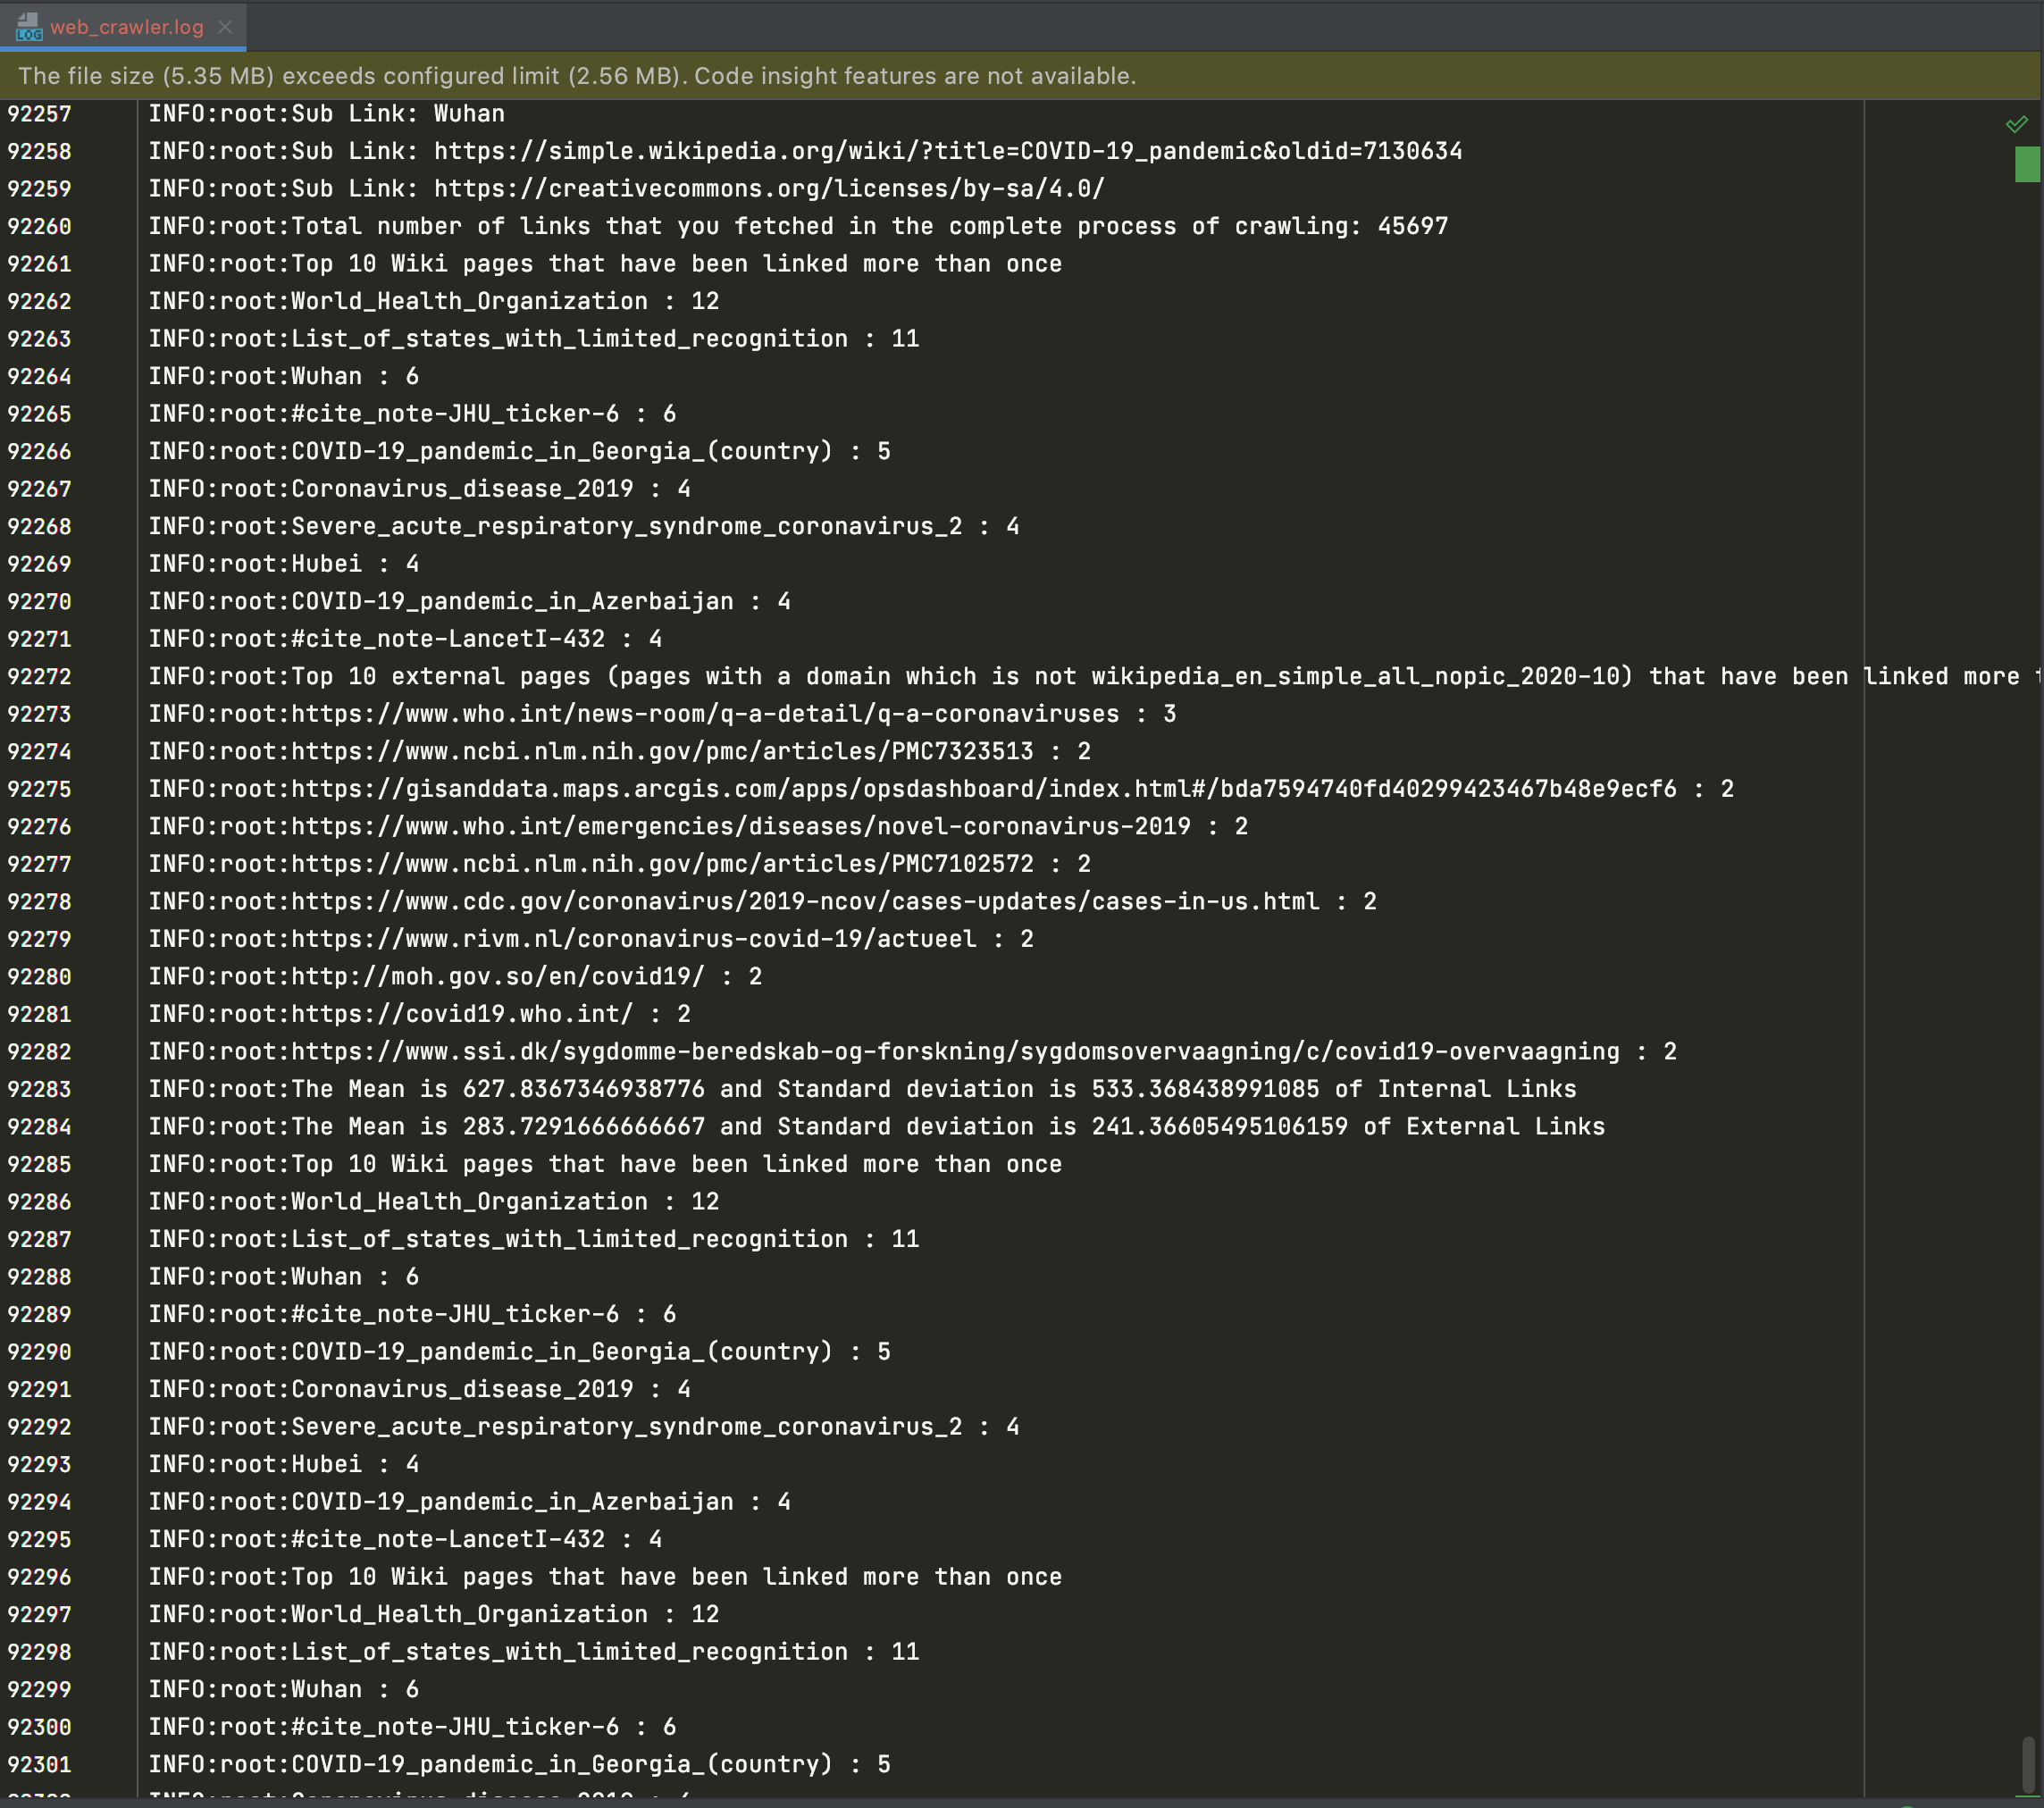 LOG web_crawler.log
The file size (5.35 MB) exceeds configured limit (2.56 MB). Code insight features are not available.
92257 INFO:root:Sub Link: Wuhan
92258 INFO:root:Sub Link: https://simple.wikipedia.org/wiki/?title=COVID-19_pandemic&oldid=7130634
92259 INFO:root:Sub Link: https://creativecommons.org/licenses/by-sa/4.0/
92260 INFO:root:Total number of links that you fetched in the complete process of crawling: 45697
92261 INFO:root:Top 10 Wiki pages that have been linked more than once
92262 INFO:root:World_Health_Organization : 12
92263 INFO:root:List_of_states_with_limited_recognition : 11
92264 INFO:root:Wuhan : 6
92265 INFO:root:#cite_note-JHU_ticker-6 : 6
92266 INFO:root:COVID-19_pandemic_in_Georgia_(country) : 5
92267 INFO:root:Coronavirus_disease_2019 : 4
92268 INFO:root:Severe_acute_respiratory_syndrome_coronavirus_2 : 4
92269 INFO:root:Hubei : 4
92270 INFO:root:COVID-19_pandemic_in_Azerbaijan : 4
92271 INFO:root:#cite_note-LancetI-432 : 4
92272 INFO:root:Top 10 external pages (pages with a domain which is not wikipedia_en_simple_all_nopic_2020-10) that have been linked more
92273 INFO:root:https://www.who.int/news-room/q-a-detail/q-a-coronaviruses : 3
92274 INFO:root:https://www.ncbi.nlm.nih.gov/pmc/articles/PMC7323513 : 2
92275 INFO:root:https://gisanddata.maps.arcgis.com/apps/opsdashboard/index.html#/bda7594740fd40299423467b48e9ecf6 : 2
92276 INFO:root:https://www.who.int/emergencies/diseases/novel-coronavirus-2019 : 2
92277 INFO:root:https://www.ncbi.nlm.nih.gov/pmc/articles/PMC7102572 : 2
92278 INFO:root:https://www.cdc.gov/coronavirus/2019-ncov/cases-updates/cases-in-us.html : 2
92279 INFO:root:https://www.rivm.nl/coronavirus-covid-19/actueel : 2
92280 INFO:root:http://moh.gov.so/en/covid19/ : 2
92281 INFO:root:https://covid19.who.int/ : 2
92282 INFO:root:https://www.ssi.dk/sygdomme-beredskab-og-forskning/sygdomsovervaagning/c/covid19-overvaagning : 2
92283 INFO:root:The Mean is 627.8367346938776 and Standard deviation is 533.368438991085 of Internal Links
92284 INFO:root:The Mean is 283.7291666666667 and Standard deviation is 241.36605495106159 of External Links
92285 INFO:root:Top 10 Wiki pages that have been linked more than once
92286 INFO:root:World_Health_Organization : 12
92287 INFO:root:List_of_states_with_limited_recognition : 11
92288 INFO:root:Wuhan : 6
92289 INFO:root:#cite_note-JHU_ticker-6 : 6
92290 INFO:root:COVID-19_pandemic_in_Georgia_(country) : 5
92291 INFO:root:Coronavirus_disease_2019 : 4
92292 INFO:root:Severe_acute_respiratory_syndrome_coronavirus_2 : 4
92293 INFO:root:Hubei : 4
92294 INFO:root:COVID-19_pandemic_in_Azerbaijan : 4
92295 INFO:root:#cite_note-LancetI-432 : 4
92296 INFO:root:Top 10 Wiki pages that have been linked more than once
92297 INFO:root:World_Health_Organization : 12
92298 INFO:root:List_of_states_with_limited_recognition : 11
92299 INFO:root:Wuhan : 6
92300 INFO:root:#cite_note-JHU_ticker-6 : 6
92301 INFO:root:COVID-19_pandemic_in_Georgia_(country) : 5